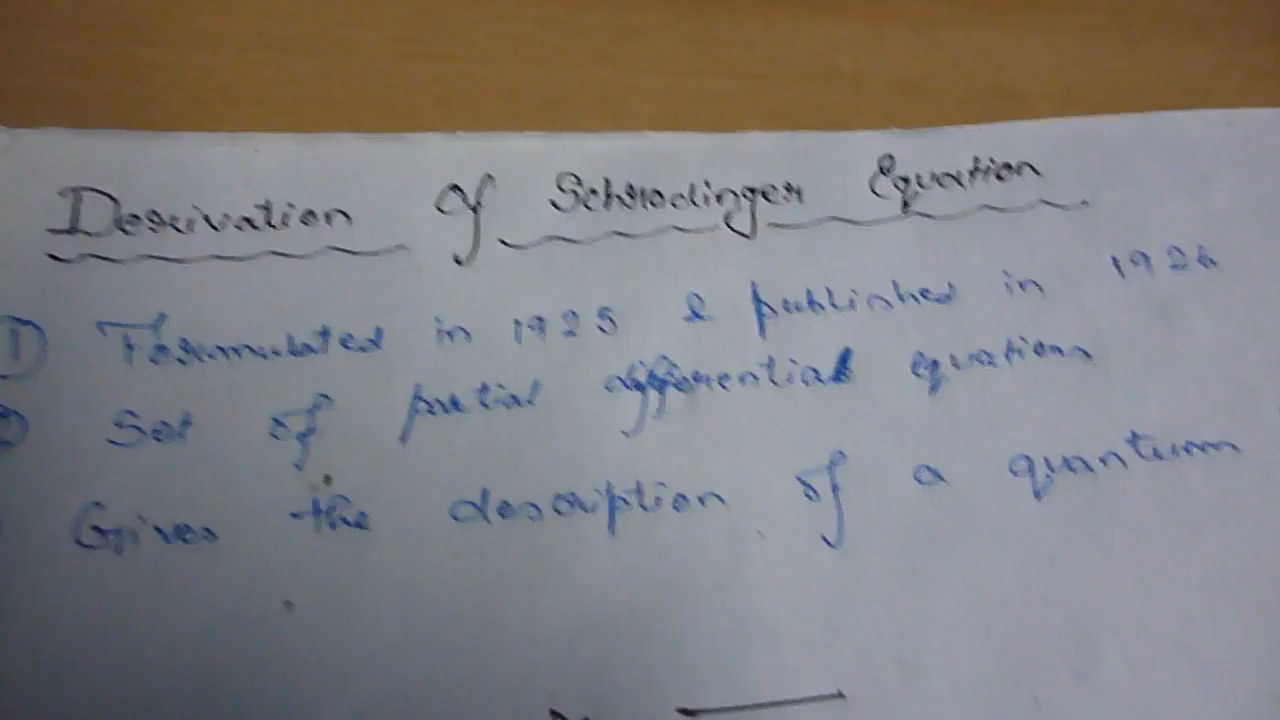 Derivation Of Schrodinger Equation
1) Formulated in 1925 & published in 1926
Set of partial differential equations
Gives the description of a quantum